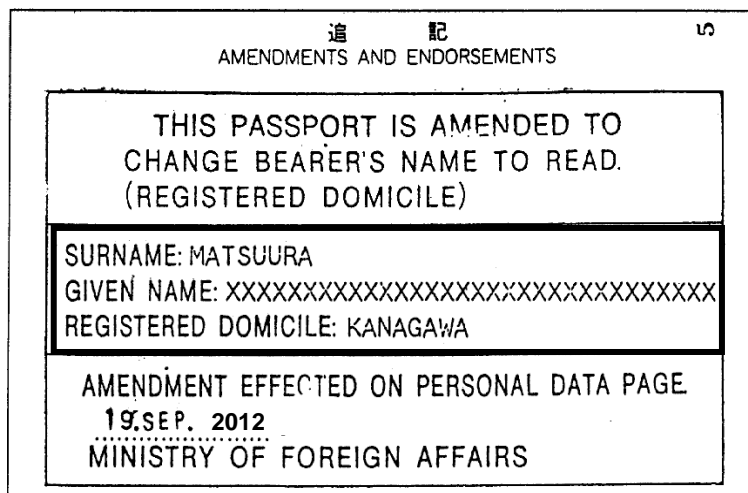 追 記 5
AMENDMENTS AND ENDORSEMENTS
THIS PASSPORT IS AMENDED TO
CHANGE BEARER'S NAME TO READ.
(REGISTERED DOMICILE)
SURNAME: MATSUURA
GIVEN NAME: XXXXXXXXXXXXXXXXXXXXXXXXXXXXXXXX
REGISTERED DOMICILE: KANAGAWA
AMENDMENT EFFECTED ON PERSONAL DATA PAGE
19.SEP. 2012
MINISTRY OF FOREIGN AFFAIRS